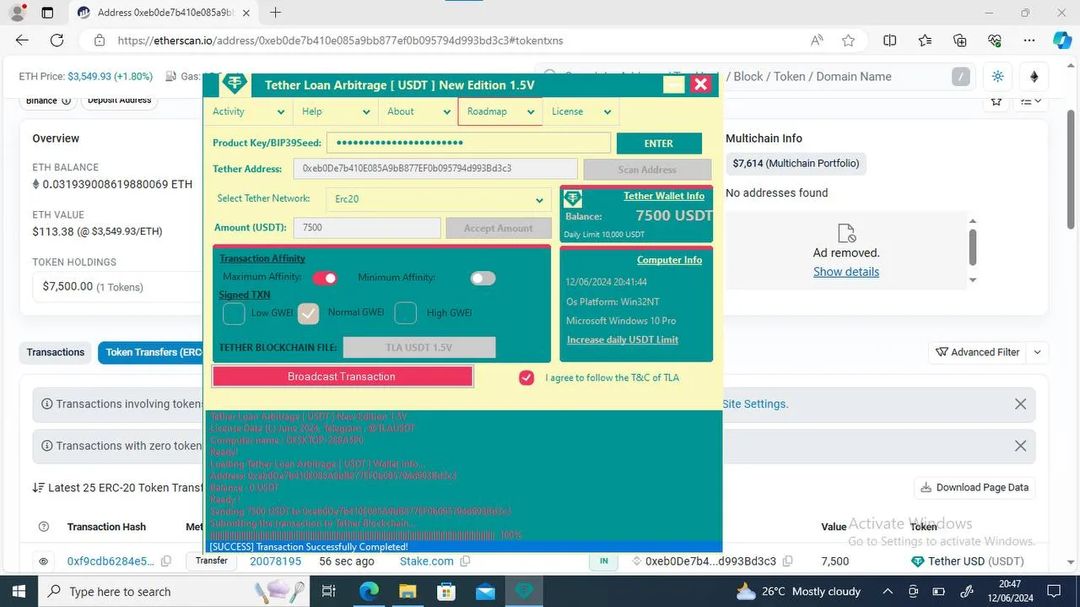 Address 0xeb0de7b410e085a9bb
https://etherscan.io/address/0xeb0de7b410e085a9bb877ef0b095794d993bd3c3#tokentxns
ETH Price: $3,549.93 (+1.80%) Gas:
/ Block / Token / Domain Name /
Tether Loan Arbitrage [ USDT ] New Edition 1.5V
Binance Deposit Address
Activity Help About Roadmap License
Overview
Product Key/BIP39Seed: ENTER
Multichain Info
ETH BALANCE
Tether Address: 0xeb0De7b410E085A9bB877EF0b095794d993Bd3c3 Scan Address
$7,614 (Multichain Portfolio)
0.031939008619880069 ETH
Select Tether Network: Erc20
Tether Wallet Info
No addresses found
ETH VALUE
Balance: 7500 USDT
$113.38 (@ $3,549.93/ETH)
Amount (USDT): 7500 Accept Amount
Daily Limit 10,000 USDT
TOKEN HOLDINGS
Transaction Affinity
Computer Info
Ad removed.
Show details
$7,500.00 (1 Tokens)
Maximum Affinity: Minimum Affinity:
12/06/2024 20:41:44
Signed TXN
Os Platform: Win32NT
Low GWEI Normal GWEI High GWEI
Microsoft Windows 10 Pro
Increase daily USDT Limit
TETHER BLOCKCHAIN FILE: TLA USDT 1.5V
Transactions Token Transfers (ERC-
Advanced Filter
Broadcast Transaction I agree to follow the T&C of TLA
Transactions involving token
Site Settings.
Tether Loan Arbitrage [ USDT ] New Edition 1.5V
License Date (c) June 2024, Telegram : @TLAUSDT
Computer name :
Ready!
Transactions with zero token
Loading Tether Loan Arbitrage [ USDT ] Wallet Info...
Address: 0xeb0De7b410E085A9bB877EF0b095794d993Bd3c3
Balance : 0 USDT
Latest 25 ERC-20 Token Transf
Download Page Data
Ready !
Sending 7500 USDT to 0xeb0De7b410E085A9bB877EF0b095794d993Bd3c3
Submitting the transaction to Tether Blockchain...
100%
Transaction Hash Met Value Token
[SUCCESS] Transaction Successfully Completed!
Activate Windows
Go to Settings to activate Windows.
0xf9cdb6284e5... Transfer 20078195 56 sec ago Stake.com IN 0xeb0De7b4...d993Bd3c3 7,500 Tether USD (USDT)
Type here to search
26°C Mostly cloudy
20:47
12/06/2024